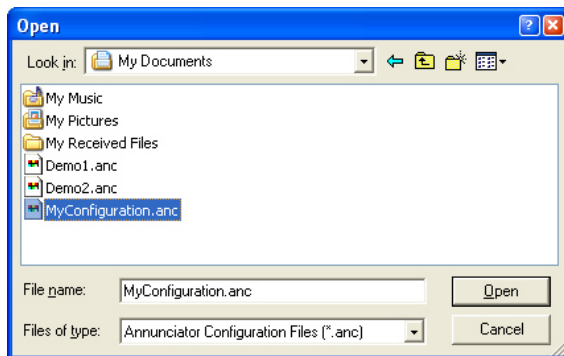 Open
Look in: My Documents
My Music
My Pictures
My Received Files
Demo1.anc
Demo2.anc
MyConfiguration.anc
File name: MyConfiguration.anc Open
Files of type: Annunciator Configuration Files (*.anc) Cancel